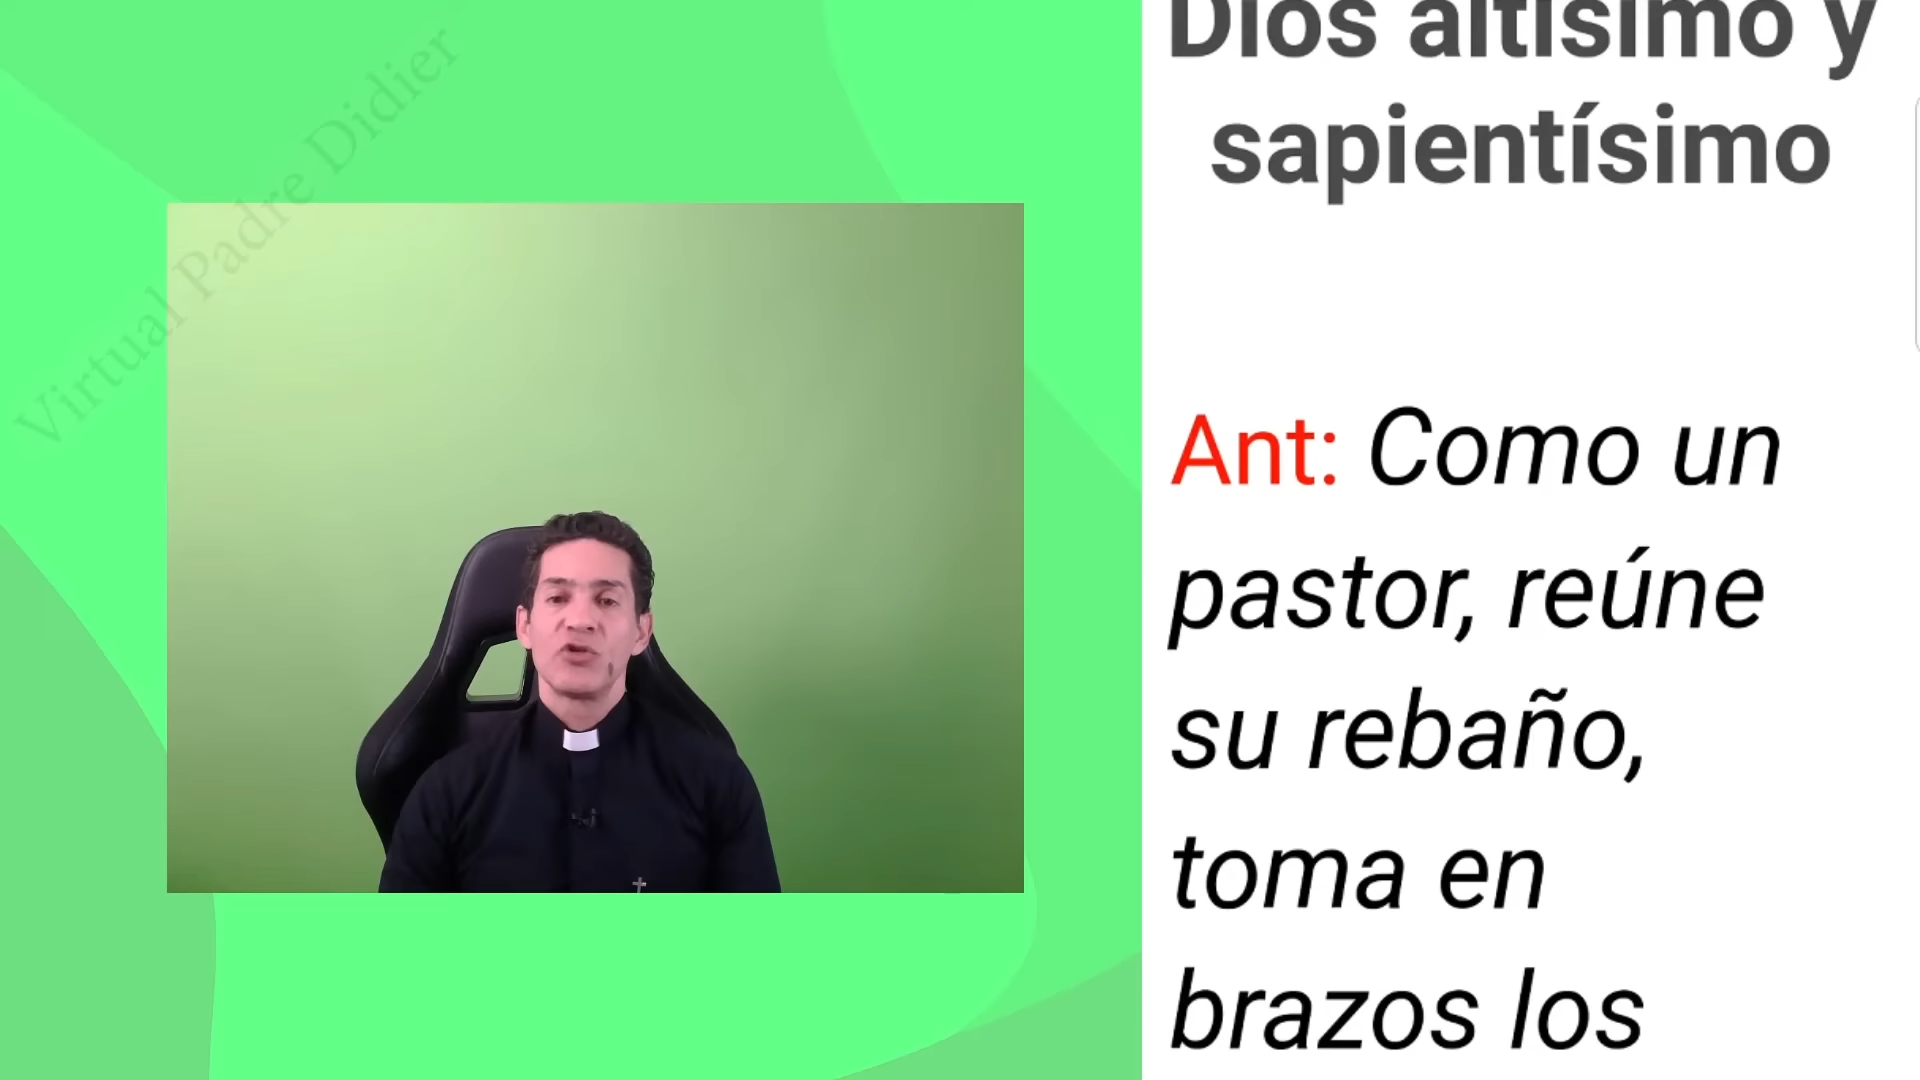 Virtual Padre Didier
Dios altísimo y
sapientísimo
Ant: Como un
pastor, reúne
su rebaño,
toma en
brazos los